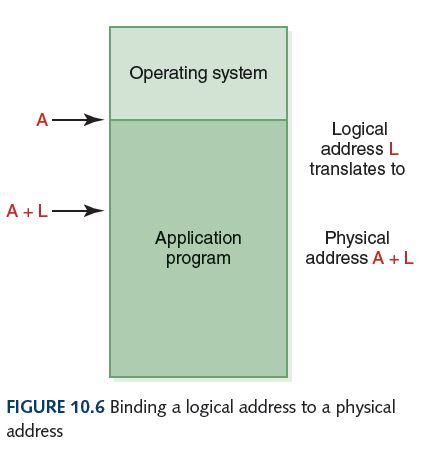 Operating system
A
Logical
address L
translates to
A + L
Application
program
Physical
address A + L
FIGURE 10.6 Binding a logical address to a physical
address